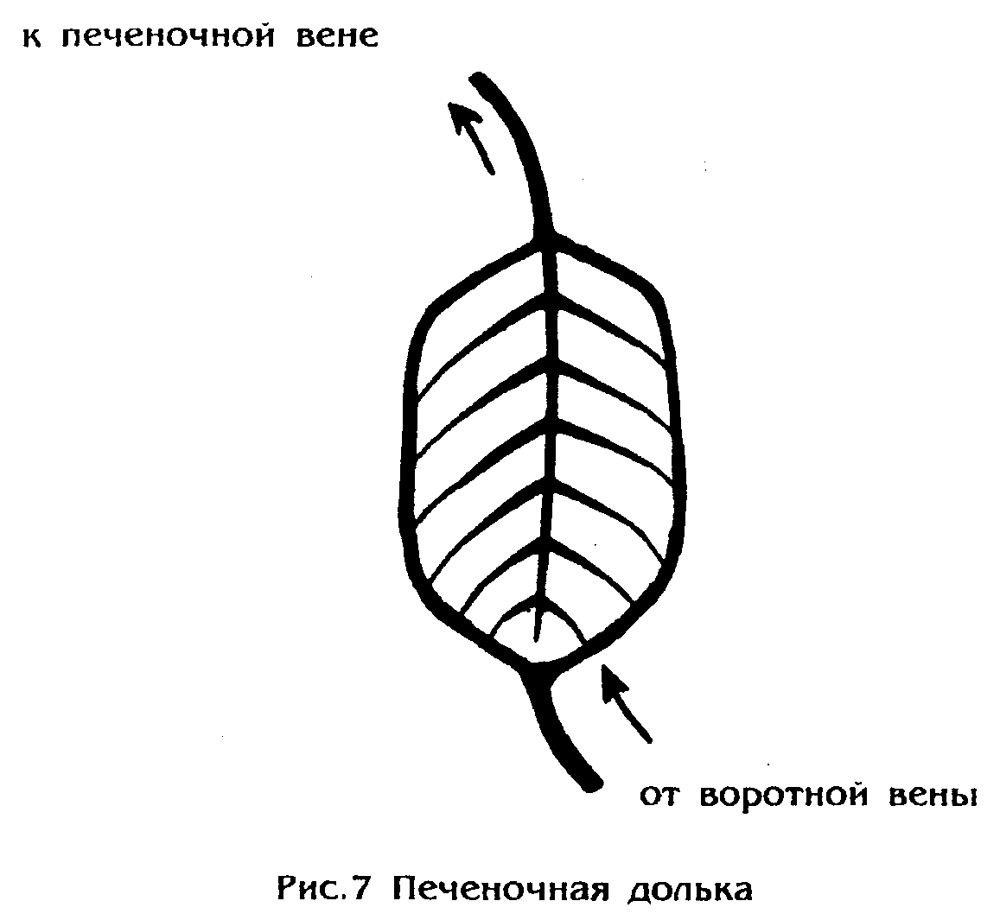 к печеночной вене
от воротной вены
Рис.7 Печеночная долька